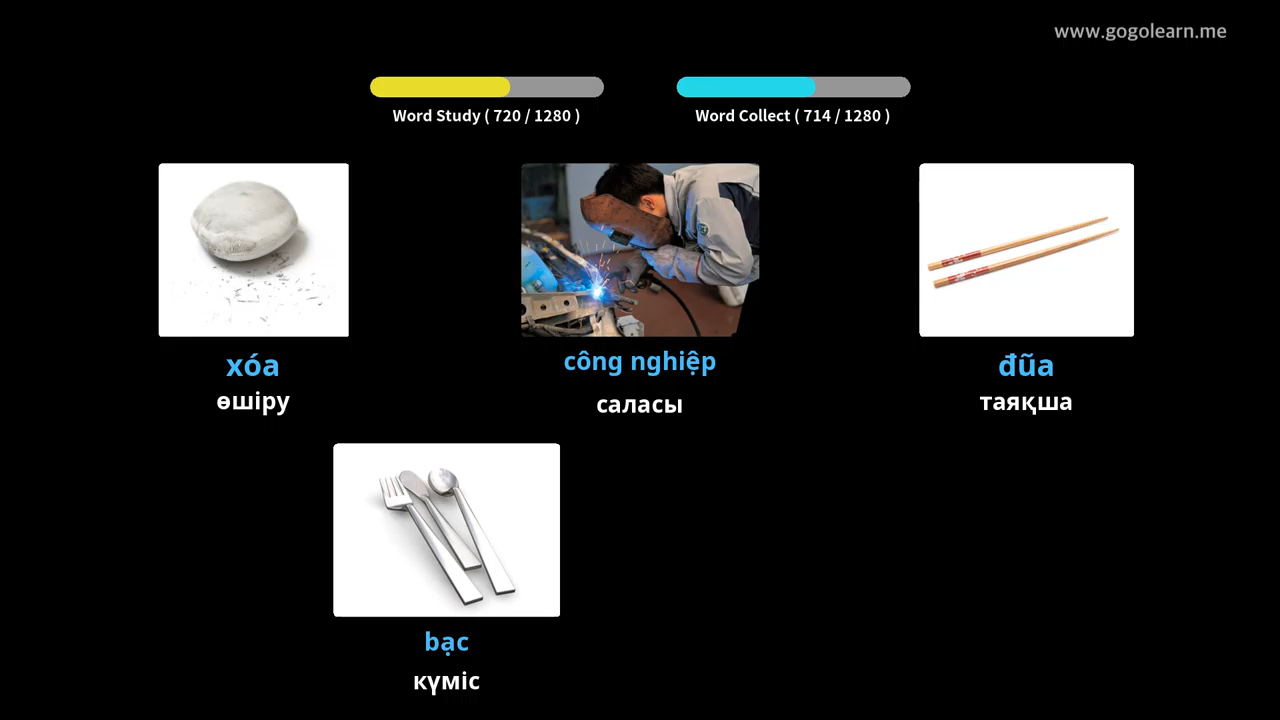 www.gogolearn.me
Word Study ( 720 / 1280 )
Word Collect ( 714 / 1280 )
xóa
өшіру
công nghiệp
саласы
đũa
таяқша
bạc
күміс